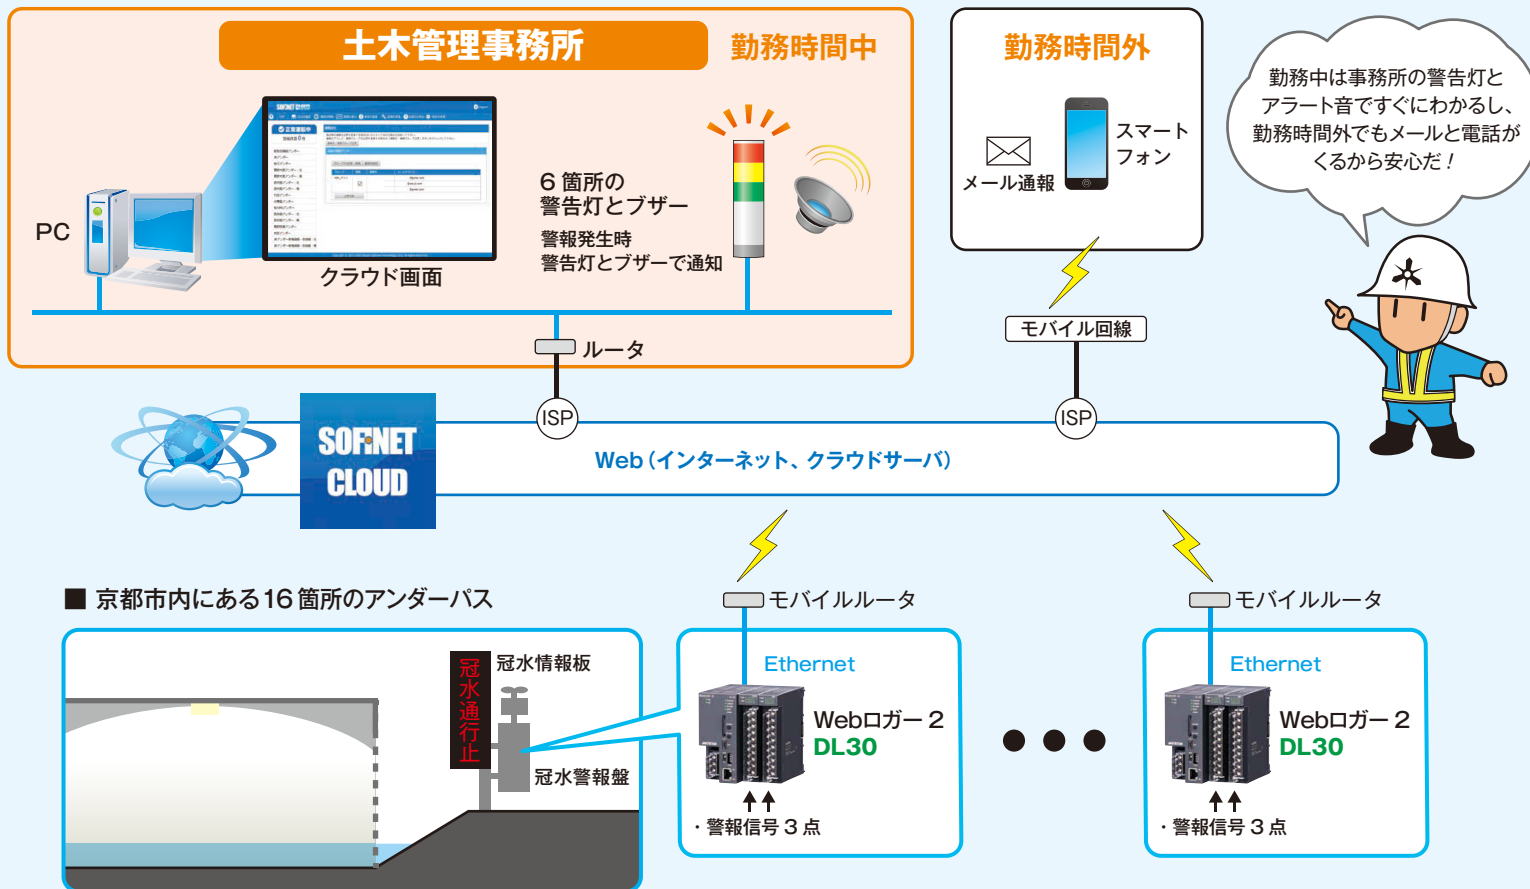 土木管理事務所
勤務時間中
勤務時間外
勤務中は事務所の警告灯と
アラート音ですぐにわかるし、
勤務時間外でもメールと電話が
くるから安心だ！
SOFINET CLOUD
正常運転中
PC
クラウド画面
6箇所の
警告灯とブザー
警報発生時
警告灯とブザーで通知
メール通報
スマート
フォン
ルータ
モバイル回線
ISP
ISP
SOFINET
CLOUD
Web（インターネット、クラウドサーバ）
■ 京都市内にある16箇所のアンダーパス
モバイルルータ
モバイルルータ
冠水情報板
冠水通行止
冠水警報盤
Ethernet
Webロガー 2
DL30
・警報信号 3 点
Ethernet
Webロガー 2
DL30
・警報信号 3 点